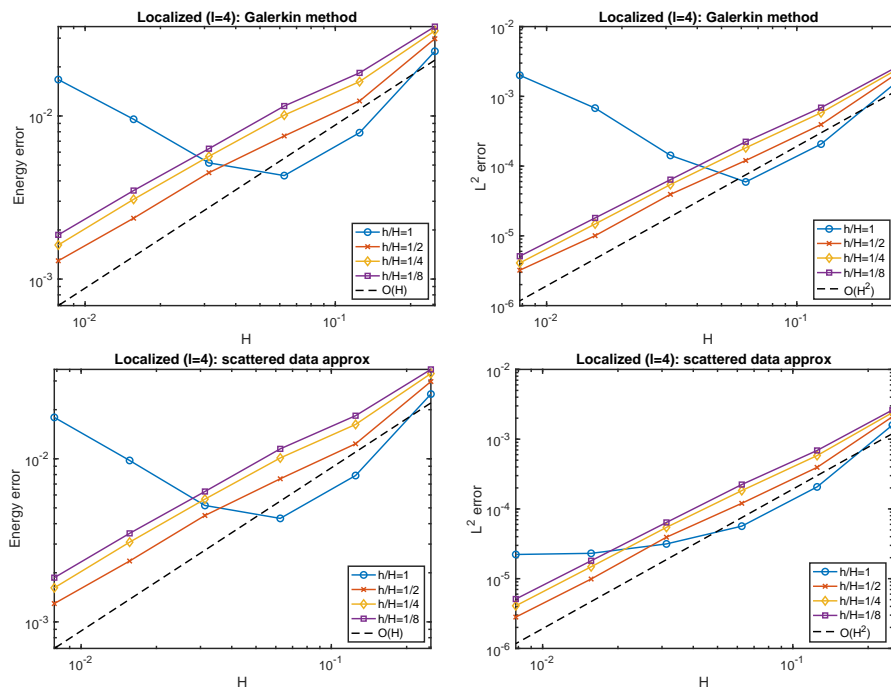 Localized (l=4): Galerkin method
Energy error
10^-2
10^-3
10^-2
10^-1
H
h/H=1
h/H=1/2
h/H=1/4
h/H=1/8
O(H)
Localized (l=4): Galerkin method
L^2 error
10^-2
10^-3
10^-4
10^-5
10^-6
10^-2
10^-1
H
h/H=1
h/H=1/2
h/H=1/4
h/H=1/8
O(H^2)
Localized (l=4): scattered data approx
Energy error
10^-2
10^-3
10^-2
10^-1
H
h/H=1
h/H=1/2
h/H=1/4
h/H=1/8
O(H)
Localized (l=4): scattered data approx
L^2 error
10^-2
10^-3
10^-4
10^-5
10^-6
10^-2
10^-1
H
h/H=1
h/H=1/2
h/H=1/4
h/H=1/8
O(H^2)